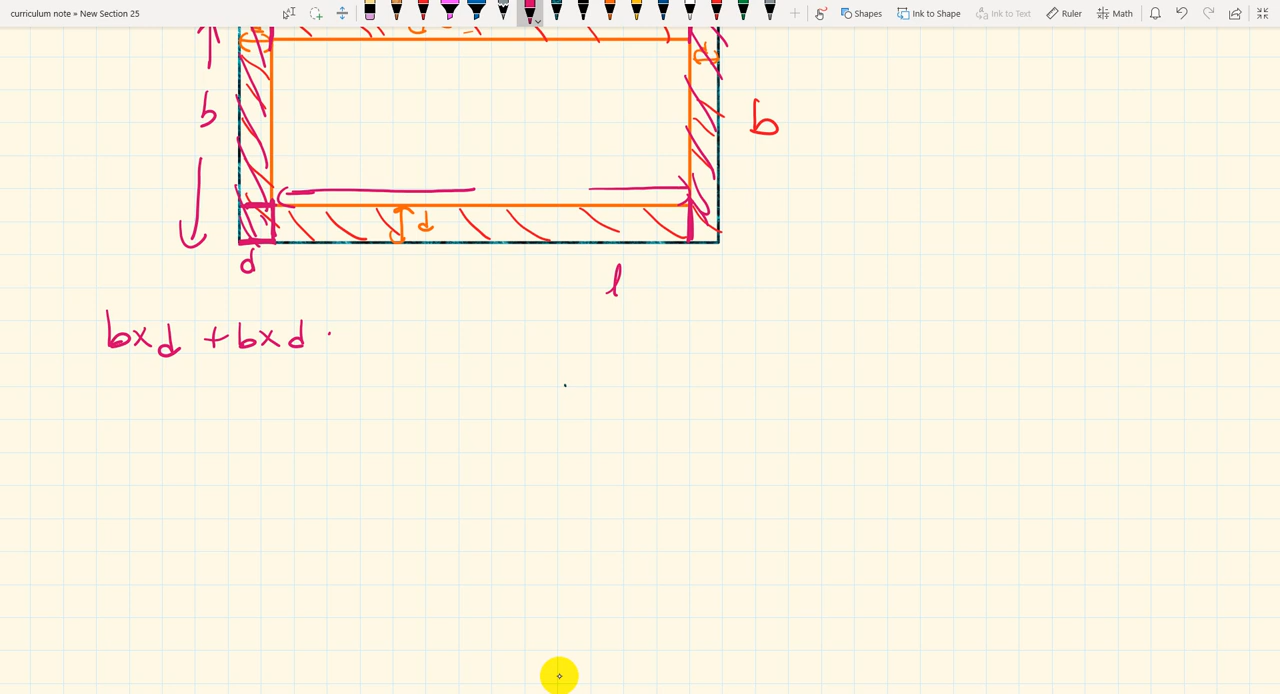 curriculum note » New Section 25
Shapes
Ink to Shape
Ink to Text
Ruler
Math
d
b
b
d
d
l
b x d + b x d